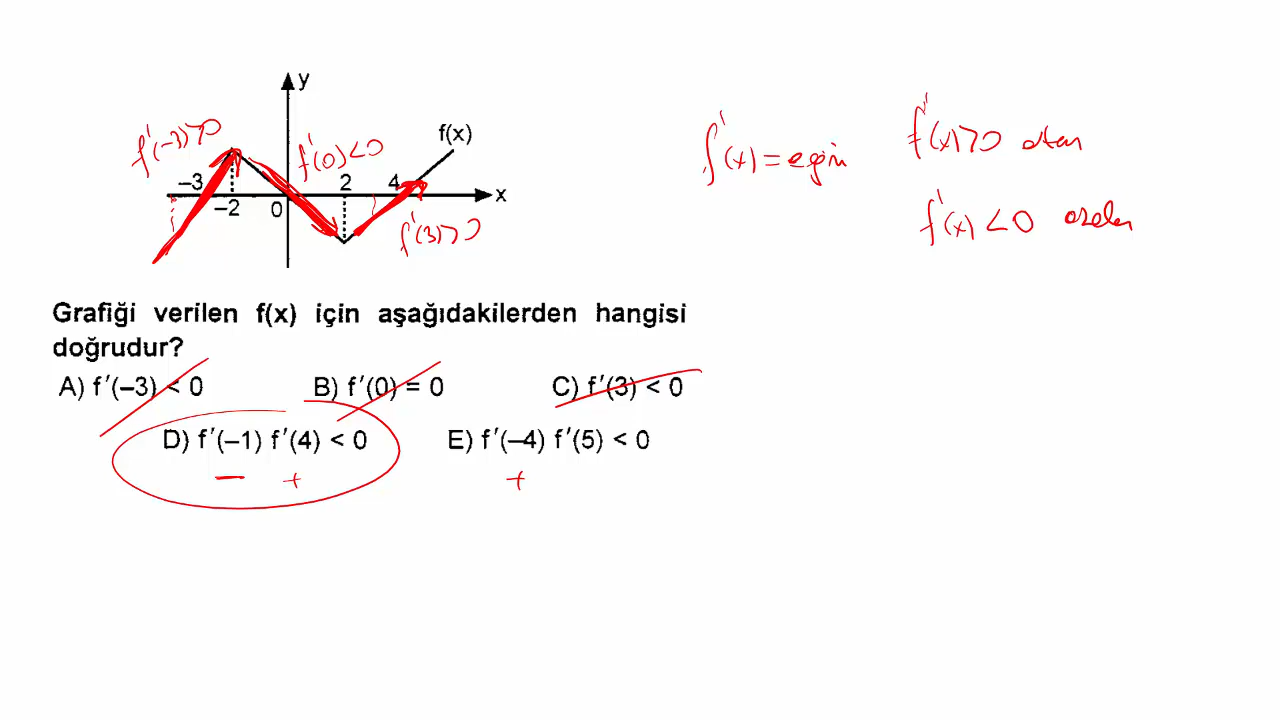 y
f(x)
f'(-3)>0
f'(0)<0
–3
2
4
x
–2
0
f'(3)>0
f'(x) = eğim
f'(x)>0 artan
f'(x)<0 azalan
Grafiği verilen f(x) için aşağıdakilerden hangisi
doğrudur?
A) f′(–3) < 0 B) f′(0) = 0 C) f′(3) < 0
D) f′(–1) f′(4) < 0 E) f′(–4) f′(5) < 0
– + +